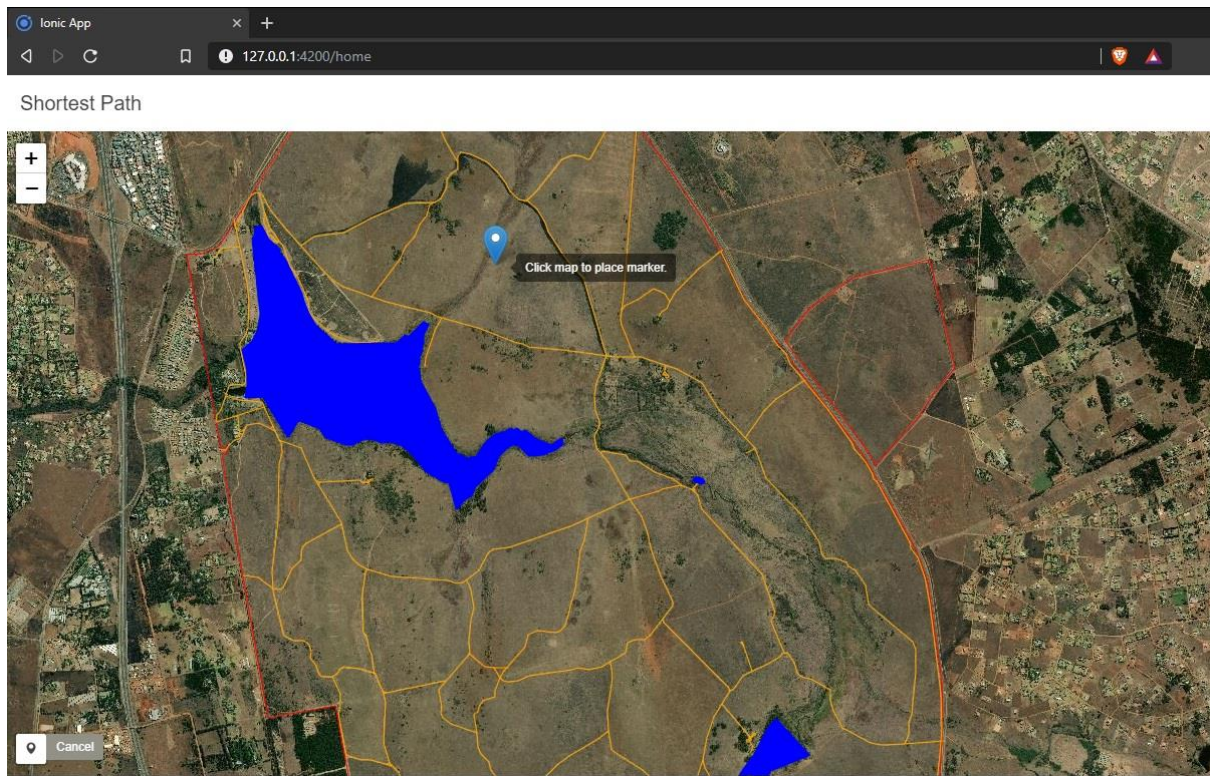 Ionic App
127.0.0.1:4200/home
Shortest Path
+
−
Click map to place marker.
Cancel